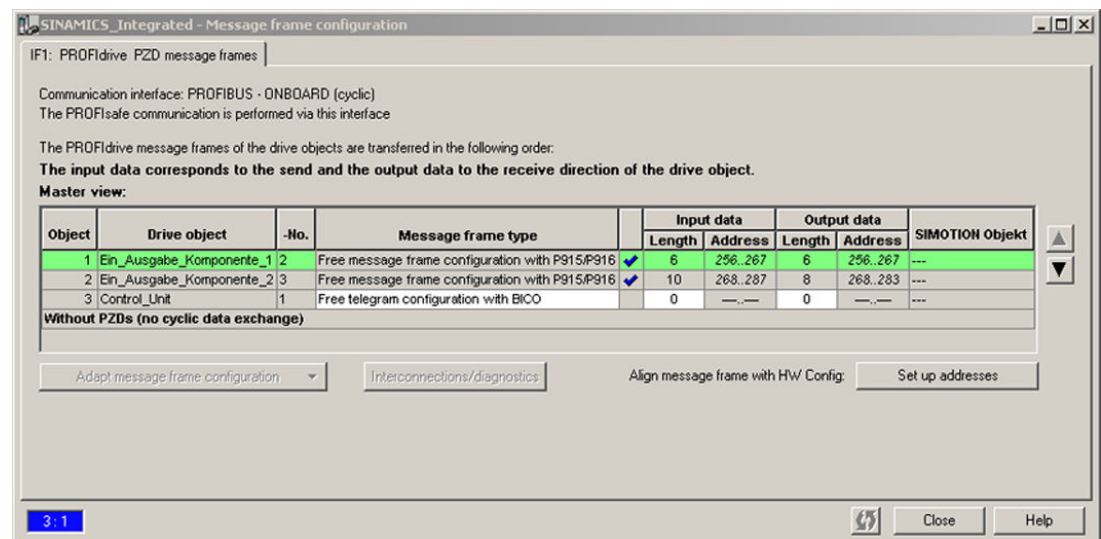 SINAMICS_Integrated - Message frame configuration
IF1: PROFIdrive PZD message frames
Communication interface: PROFIBUS - ONBOARD (cyclic)
The PROFIsafe communication is performed via this interface
The PROFIdrive message frames of the drive objects are transferred in the following order:
The input data corresponds to the send and the output data to the receive direction of the drive object.
Master view:
Object Drive object -No. Message frame type Input data Output data SIMOTION Objekt
Length Address Length Address
1 Ein_Ausgabe_Komponente_1 2 Free message frame configuration with P915/P916 6 256..267 6 256..267 ---
2 Ein_Ausgabe_Komponente_2 3 Free message frame configuration with P915/P916 10 268..287 8 268..283 ---
3 Control_Unit 1 Free telegram configuration with BICO 0 ---..--- 0 ---..--- ---
Without PZDs (no cyclic data exchange)
Adapt message frame configuration Interconnections/diagnostics Align message frame with HW Config: Set up addresses
3:1 Close Help